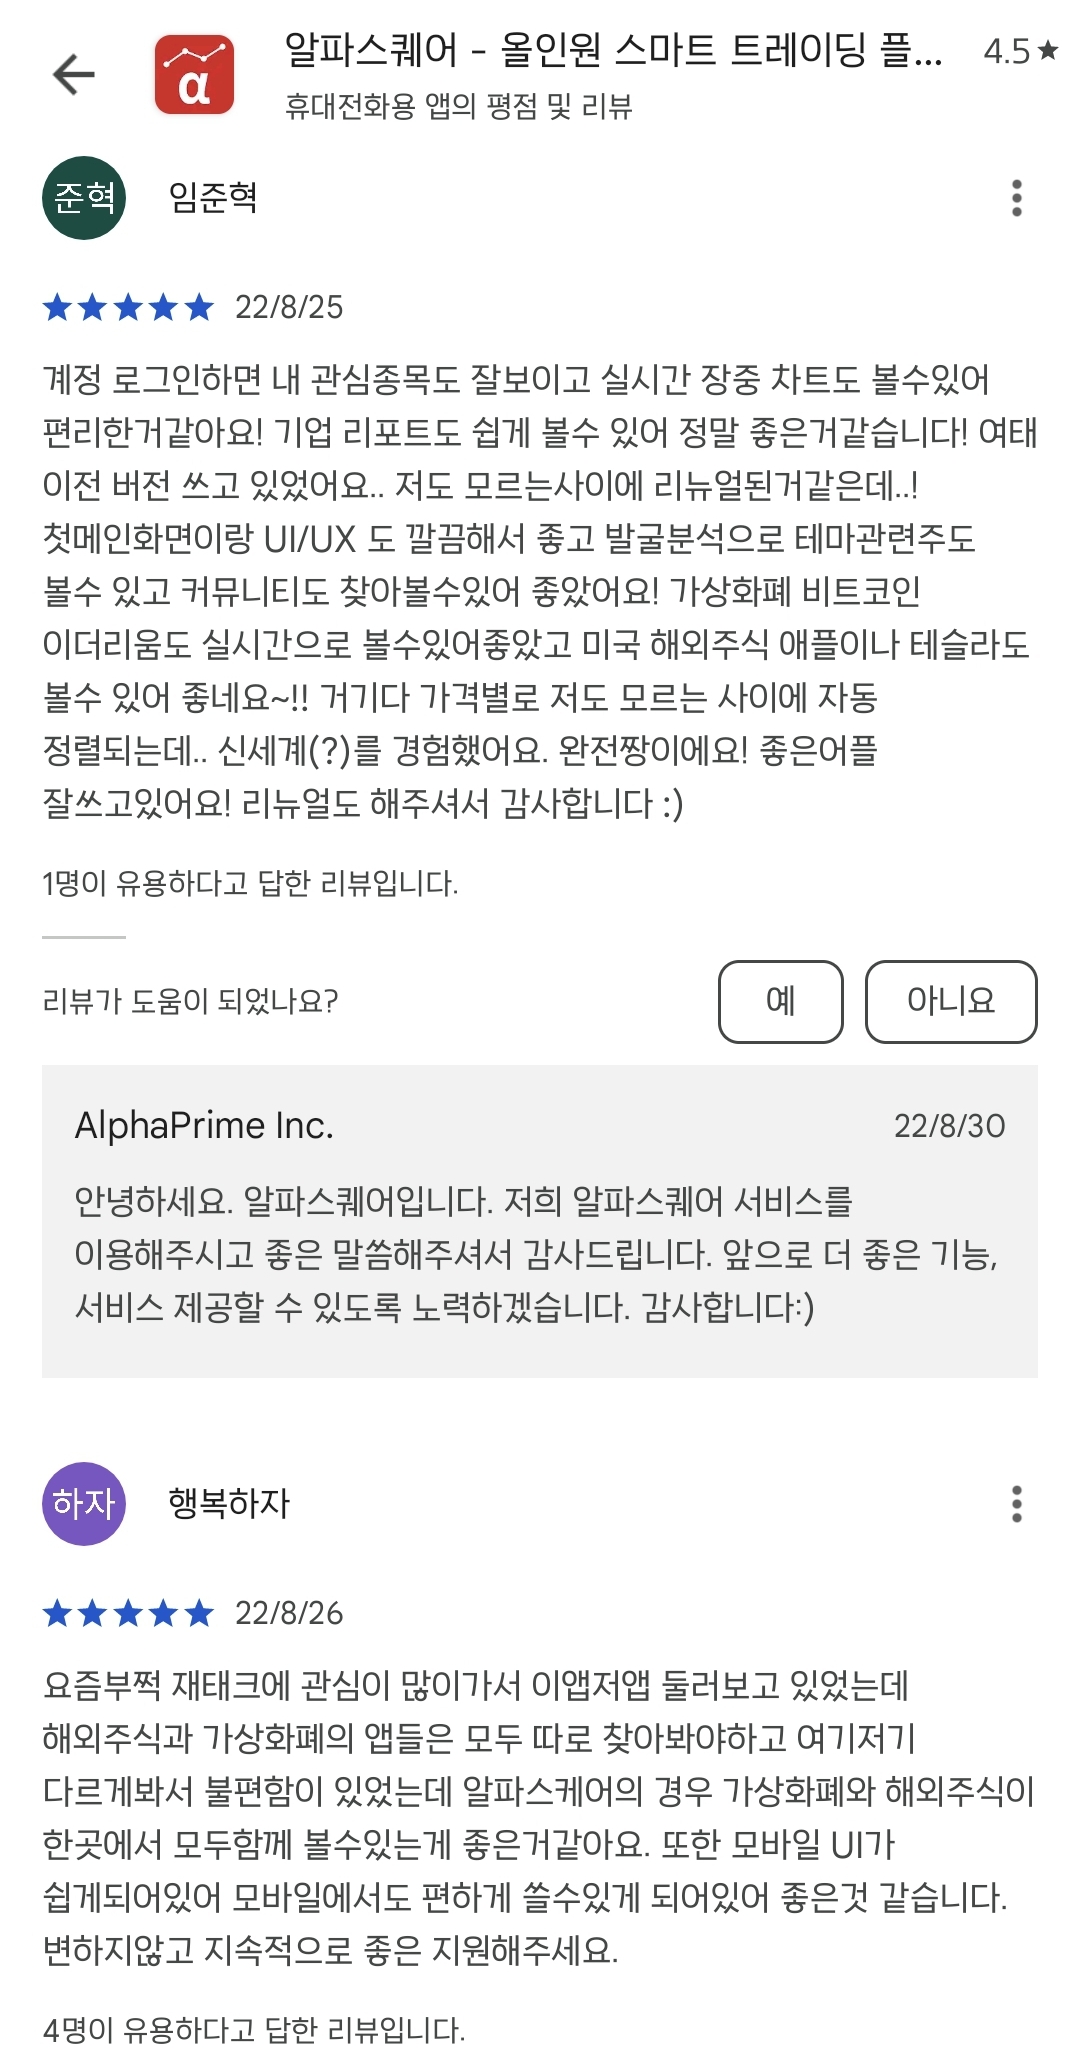 알파스퀘어 - 올인원 스마트 트레이딩 플...
4.5★
α
휴대전화용 앱의 평점 및 리뷰
준혁
임준혁
★★★★★ 22/8/25
계정 로그인하면 내 관심종목도 잘보이고 실시간 장중 차트도 볼수있어
편리한거같아요! 기업 리포트도 쉽게 볼수 있어 정말 좋은거같습니다! 여태
이전 버전 쓰고 있었어요.. 저도 모르는사이에 리뉴얼된거같은데..!
첫메인화면이랑 UI/UX 도 깔끔해서 좋고 발굴분석으로 테마관련주도
볼수 있고 커뮤니티도 찾아볼수있어 좋았어요! 가상화폐 비트코인
이더리움도 실시간으로 볼수있어좋았고 미국 해외주식 애플이나 테슬라도
볼수 있어 좋네요~!! 거기다 가격별로 저도 모르는 사이에 자동
정렬되는데.. 신세계(?)를 경험했어요. 완전짱이에요! 좋은어플
잘쓰고있어요! 리뉴얼도 해주셔서 감사합니다 :)
1명이 유용하다고 답한 리뷰입니다.
리뷰가 도움이 되었나요?
예
아니요
AlphaPrime Inc.
22/8/30
안녕하세요. 알파스퀘어입니다. 저희 알파스퀘어 서비스를
이용해주시고 좋은 말씀해주셔서 감사드립니다. 앞으로 더 좋은 기능,
서비스 제공할 수 있도록 노력하겠습니다. 감사합니다:)
하자
행복하자
★★★★★ 22/8/26
요즘부쩍 재태크에 관심이 많이가서 이앱저앱 둘러보고 있었는데
해외주식과 가상화폐의 앱들은 모두 따로 찾아봐야하고 여기저기
다르게봐서 불편함이 있었는데 알파스케어의 경우 가상화폐와 해외주식이
한곳에서 모두함께 볼수있는게 좋은거같아요. 또한 모바일 UI가
쉽게되어있어 모바일에서도 편하게 쓸수있게 되어있어 좋은것 같습니다.
변하지않고 지속적으로 좋은 지원해주세요.
4명이 유용하다고 답한 리뷰입니다.